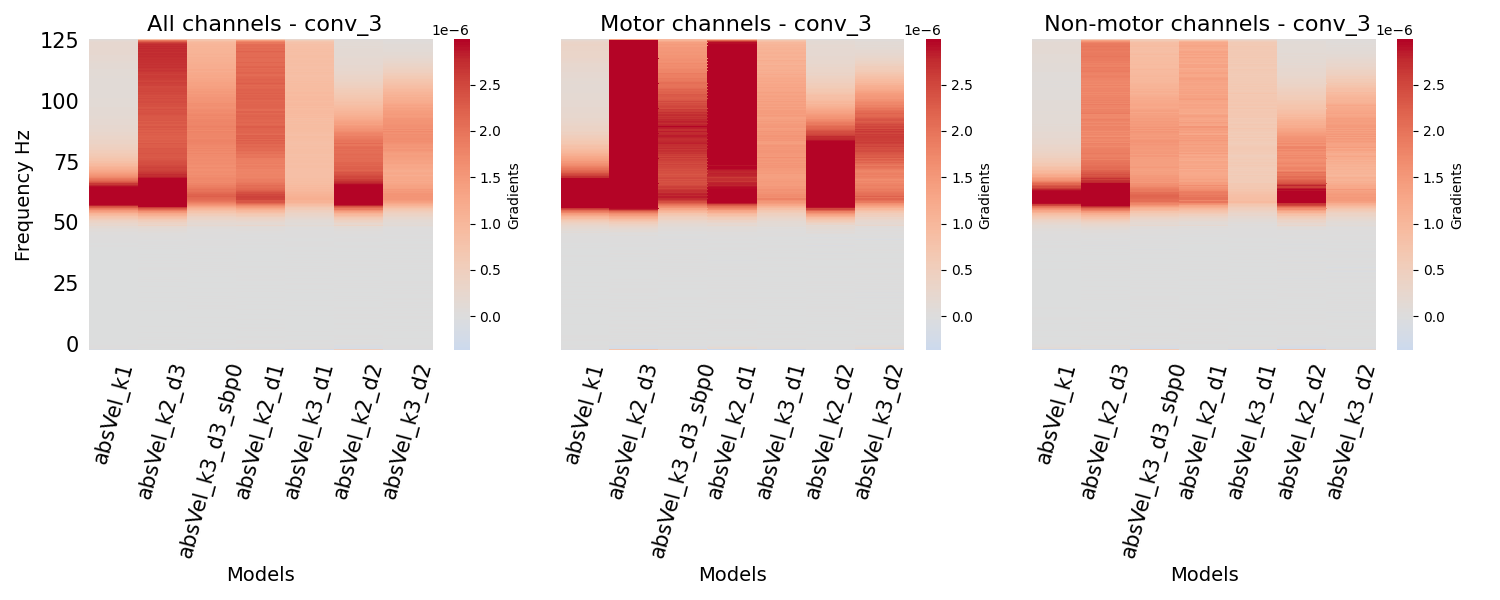 All channels - conv_3
1e−6
Motor channels - conv_3
1e−6
Non-motor channels - conv_3
1e−6
Frequency Hz
125
100
75
50
25
0
2.5
2.0
1.5
1.0
0.5
0.0
Gradients
2.5
2.0
1.5
1.0
0.5
0.0
Gradients
2.5
2.0
1.5
1.0
0.5
0.0
Gradients
absVel_k1
absVel_k2_d3
absVel_k3_d3_sbp0
absVel_k2_d1
absVel_k3_d1
absVel_k2_d2
absVel_k3_d2
absVel_k1
absVel_k2_d3
absVel_k3_d3_sbp0
absVel_k2_d1
absVel_k3_d1
absVel_k2_d2
absVel_k3_d2
absVel_k1
absVel_k2_d3
absVel_k3_d3_sbp0
absVel_k2_d1
absVel_k3_d1
absVel_k2_d2
absVel_k3_d2
Models
Models
Models